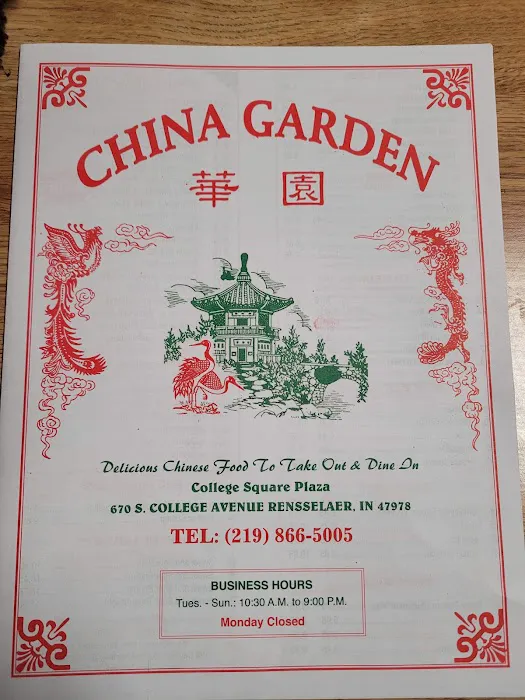 CHINA GARDEN
華 園
Delicious Chinese Food To Take Out & Dine In
College Square Plaza
670 S. COLLEGE AVENUE RENSSELAER, IN 47978
TEL: (219) 866-5005
BUSINESS HOURS
Tues. - Sun.: 10:30 A.M. to 9:00 P.M.
Monday Closed